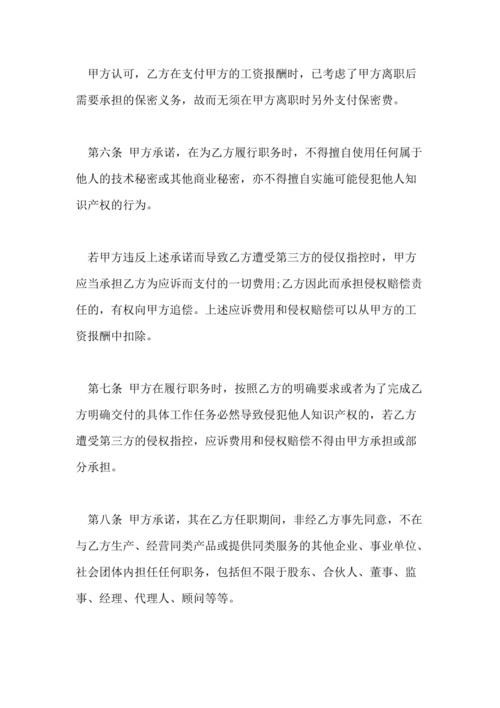 甲方认可，乙方在支付甲方的工资报酬时，已考虑了甲方离职后
需要承担的保密义务，故而无须在甲方离职时另外支付保密费。
第六条 甲方承诺，在为乙方履行职务时，不得擅自使用任何属于
他人的技术秘密或其他商业秘密，亦不得擅自实施可能侵犯他人知
识产权的行为。
若甲方违反上述承诺而导致乙方遭受第三方的侵仅指控时，甲方
应当承担乙方为应诉而支付的一切费用;乙方因此而承担侵权赔偿责
任的，有权向甲方追偿。上述应诉费用和侵权赔偿可以从甲方的工
资报酬中扣除。
第七条 甲方在履行职务时，按照乙方的明确要求或者为了完成乙
方明确交付的具体工作任务必然导致侵犯他人知识产权的，若乙方
遭受第三方的侵权指控，应诉费用和侵权赔偿不得由甲方承担或部
分承担。
第八条 甲方承诺，其在乙方任职期间，非经乙方事先同意，不在
与乙方生产、经营同类产品或提供同类服务的其他企业、事业单位、
社会团体内担任任何职务，包括但不限于股东、合伙人、董事、监
事、经理、代理人、顾问等等。